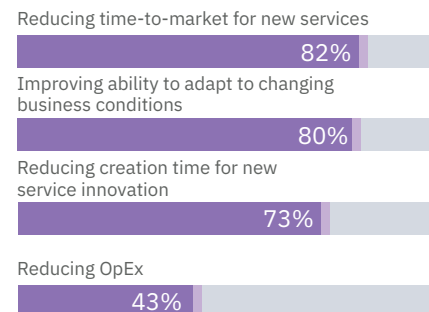 Reducing time-to-market for new services
82%
Improving ability to adapt to changing
business conditions
80%
Reducing creation time for new
service innovation
73%
Reducing OpEx
43%